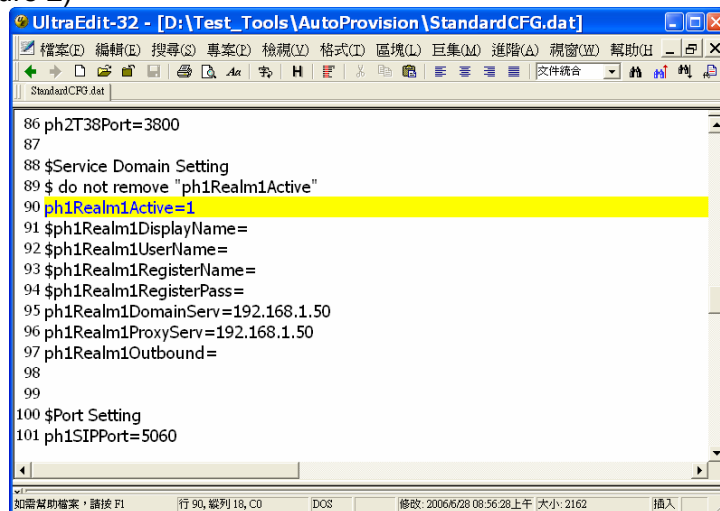 UltraEdit-32 - [D:\Test_Tools\AutoProvision\StandardCFG.dat]
檔案(F) 編輯(E) 搜尋(S) 專案(P) 檢視(V) 格式(T) 區塊(L) 巨集(M) 進階(A) 視窗(W) 幫助(H
文件統合
StandardCFG.dat
86 ph2T38Port=3800
87
88 $Service Domain Setting
89 $ do not remove "ph1Realm1Active"
90 ph1Realm1Active=1
91 $ph1Realm1DisplayName=
92 $ph1Realm1UserName=
93 $ph1Realm1RegisterName=
94 $ph1Realm1RegisterPass=
95 ph1Realm1DomainServ=192.168.1.50
96 ph1Realm1ProxyServ=192.168.1.50
97 ph1Realm1Outbound=
98
99
100 $Port Setting
101 ph1SIPPort=5060
如需幫助檔案，請按 F1 行 90, 縱列 18, C0 DOS 修改: 2006/6/28 08:56:28上午 大小: 2162 插入